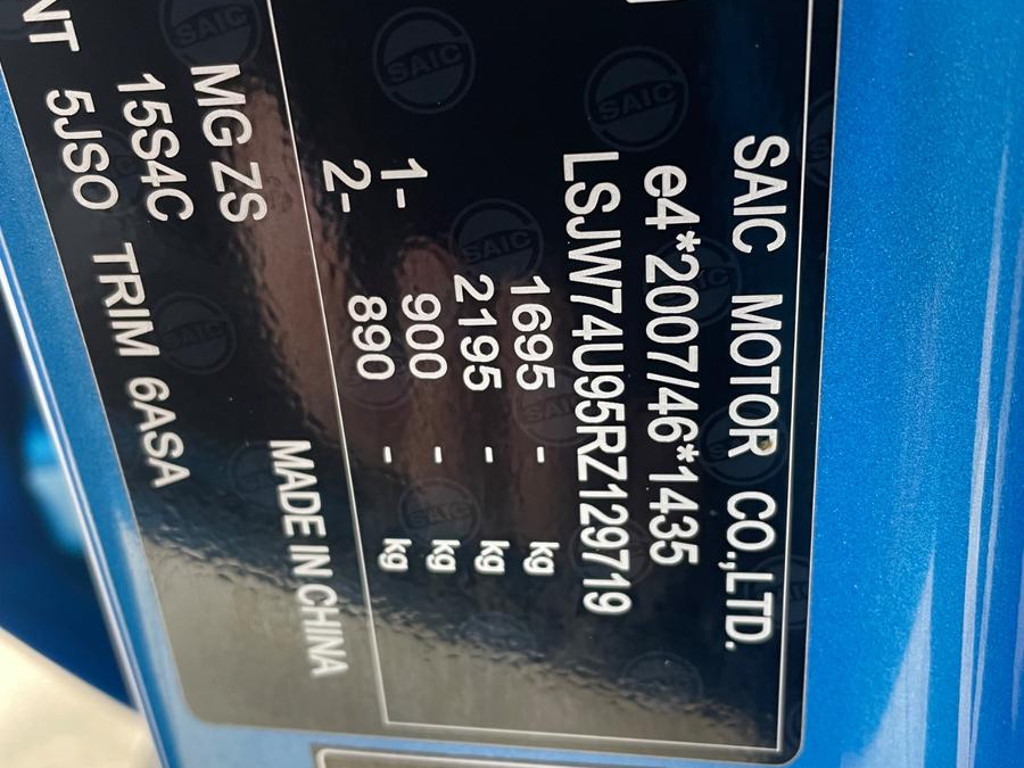 SAIC MOTOR CO.,LTD.
e4*2007/46*1435
LSJW74U95RZ129719
1695 - kg
2195 - kg
1- 900 - kg
2- 890 - kg
MADE IN CHINA
MG ZS
15S4C
NT 5JSO TRIM 6ASA